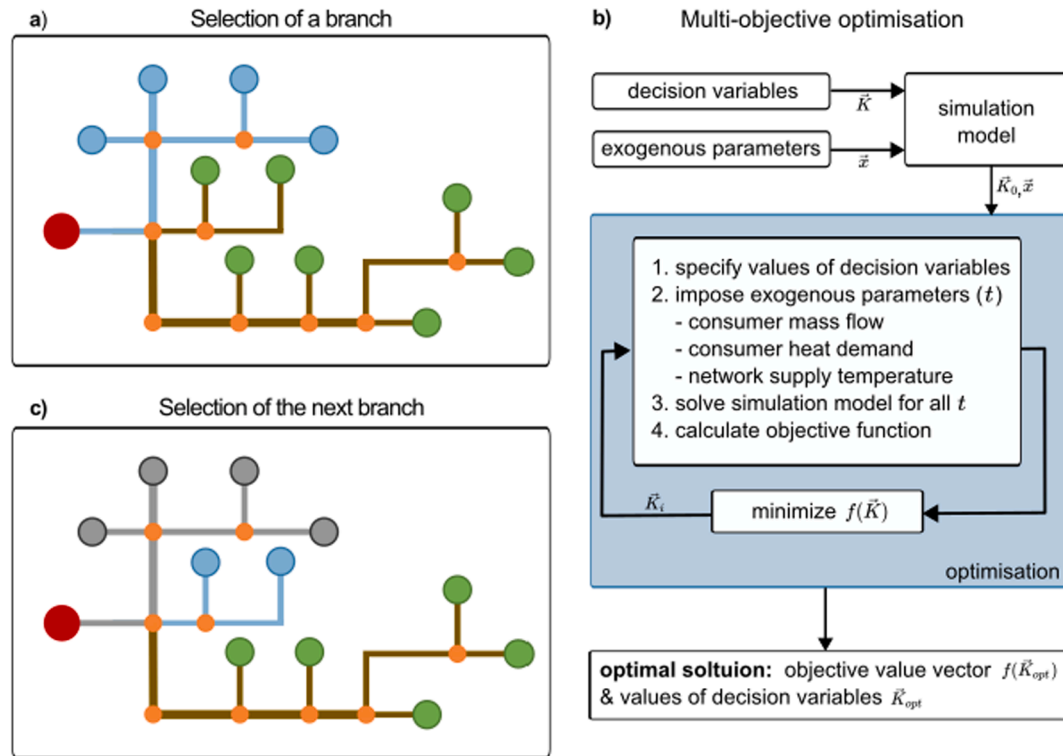 a)
Selection of a branch
c)
Selection of the next branch
b)
Multi-objective optimisation
decision variables
K⃗
exogenous parameters
x⃗
simulation
model
K⃗₀,x⃗
1. specify values of decision variables
2. impose exogenous parameters (t)
- consumer mass flow
- consumer heat demand
- network supply temperature
3. solve simulation model for all t
4. calculate objective function
K⃗ᵢ
minimize f(K⃗)
optimisation
optimal soltuion: objective value vector f(K⃗ₒₚₜ)
& values of decision variables K⃗ₒₚₜ